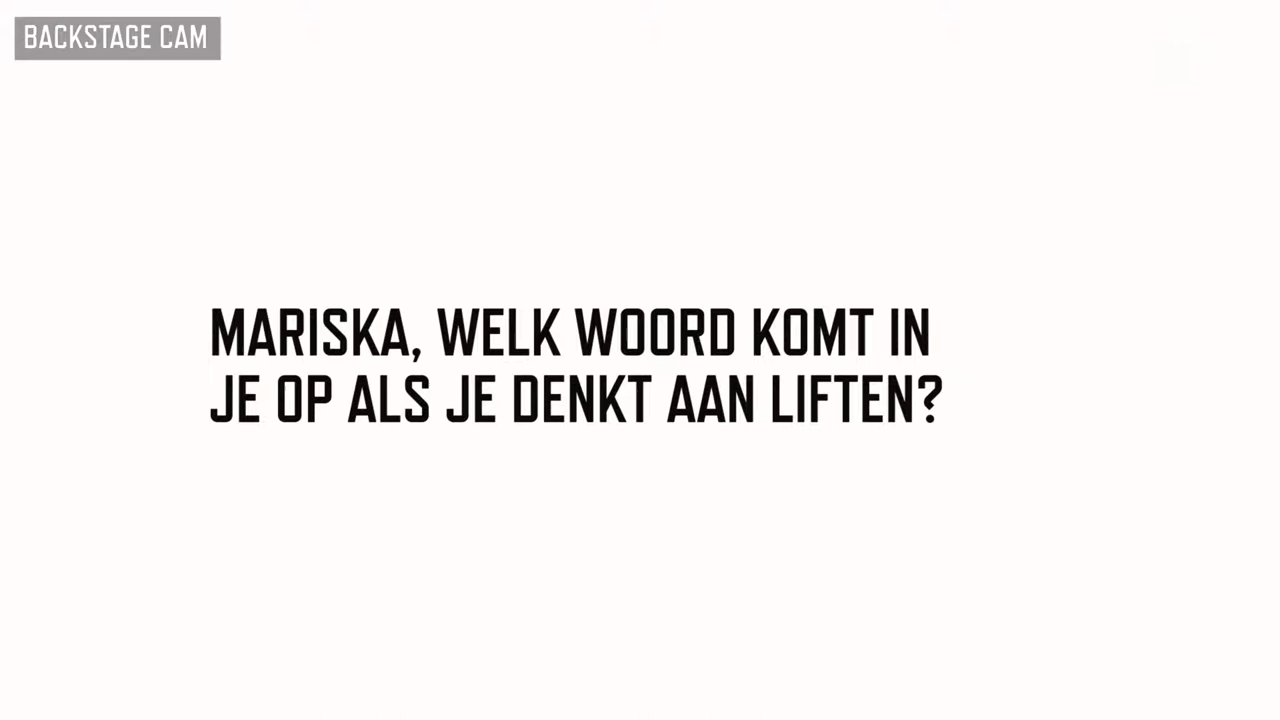 BACKSTAGE CAM
MARISKA, WELK WOORD KOMT IN
JE OP ALS JE DENKT AAN LIFTEN?